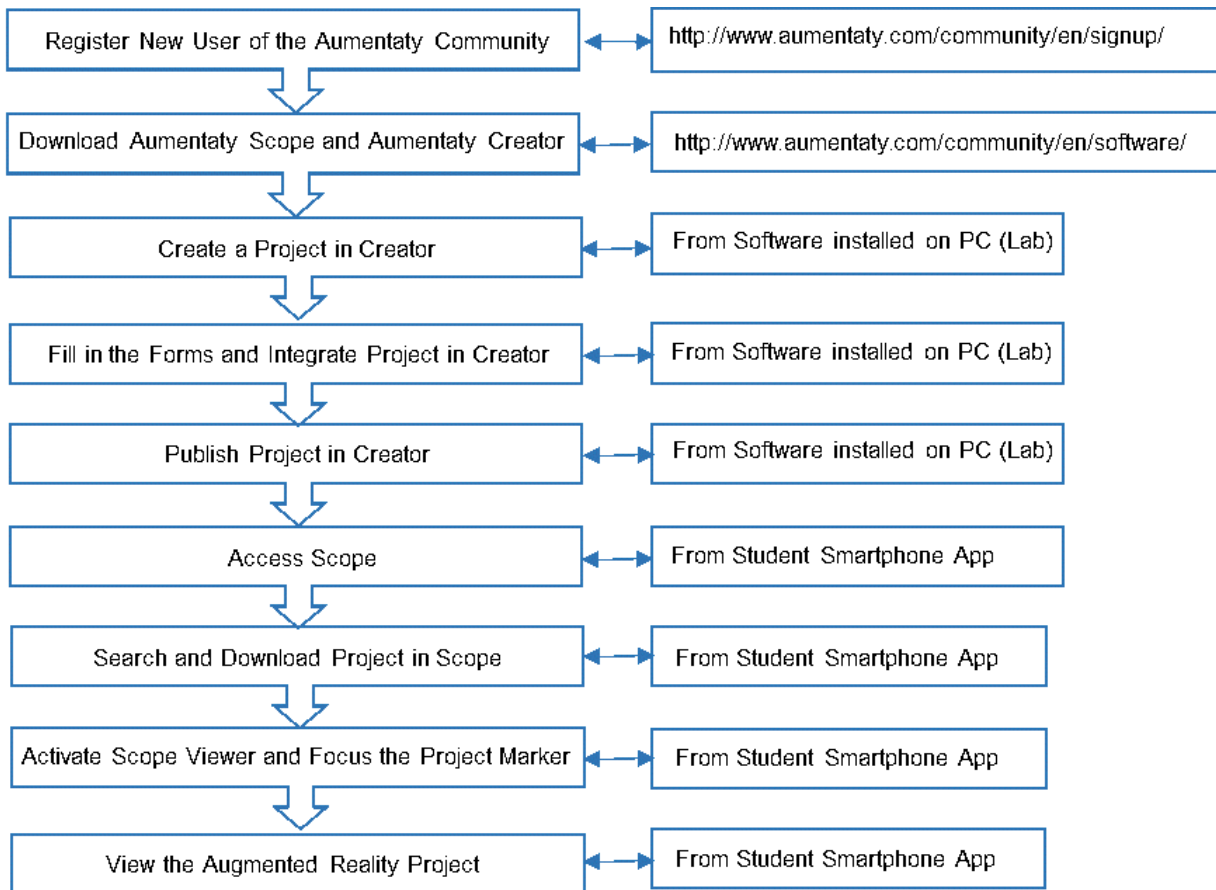 Register New User of the Aumentaty Community
http://www.aumentaty.com/community/en/signup/
Download Aumentaty Scope and Aumentaty Creator
http://www.aumentaty.com/community/en/software/
Create a Project in Creator
From Software installed on PC (Lab)
Fill in the Forms and Integrate Project in Creator
From Software installed on PC (Lab)
Publish Project in Creator
From Software installed on PC (Lab)
Access Scope
From Student Smartphone App
Search and Download Project in Scope
From Student Smartphone App
Activate Scope Viewer and Focus the Project Marker
From Student Smartphone App
View the Augmented Reality Project
From Student Smartphone App